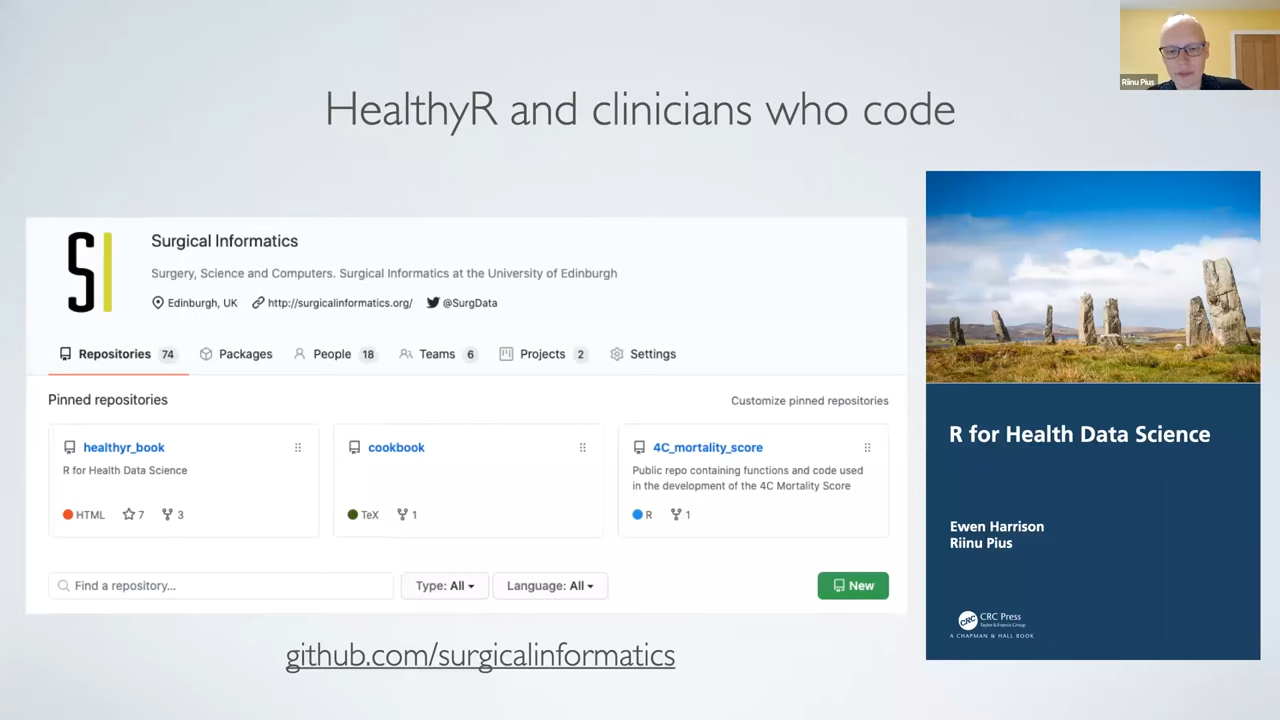 Riinu Pius
HealthyR and clinicians who code
SI
Surgical Informatics
Surgery, Science and Computers. Surgical Informatics at the University of Edinburgh
Edinburgh, UK http://surgicalinformatics.org/ @SurgData
Repositories 74 Packages People 18 Teams 6 Projects 2 Settings
Pinned repositories Customize pinned repositories
healthyr_book
R for Health Data Science
HTML 7 3
cookbook
TeX 1
4C_mortality_score
Public repo containing functions and code used
in the development of the 4C Mortality Score
R 1
Find a repository... Type: All Language: All New
github.com/surgicalinformatics
R for Health Data Science
Ewen Harrison
Riinu Pius
CRC
CRC Press
Taylor & Francis Group
A CHAPMAN & HALL BOOK